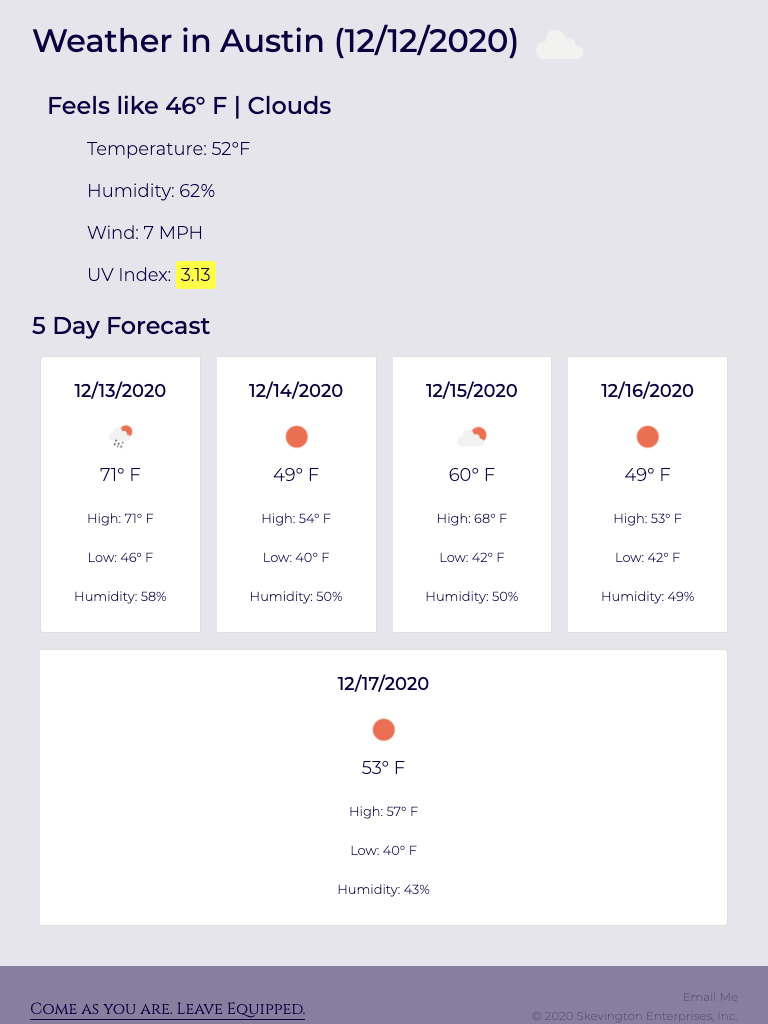 Weather in Austin (12/12/2020)
Feels like 46° F | Clouds
Temperature: 52°F
Humidity: 62%
Wind: 7 MPH
UV Index: 3.13
5 Day Forecast
12/13/2020
71° F
High: 71° F
Low: 46° F
Humidity: 58%
12/14/2020
49° F
High: 54° F
Low: 40° F
Humidity: 50%
12/15/2020
60° F
High: 68° F
Low: 42° F
Humidity: 50%
12/16/2020
49° F
High: 53° F
Low: 42° F
Humidity: 49%
12/17/2020
53° F
High: 57° F
Low: 40° F
Humidity: 43%
Come as you are. Leave Equipped.
Email Me
© 2020 Skevington Enterprises, Inc.